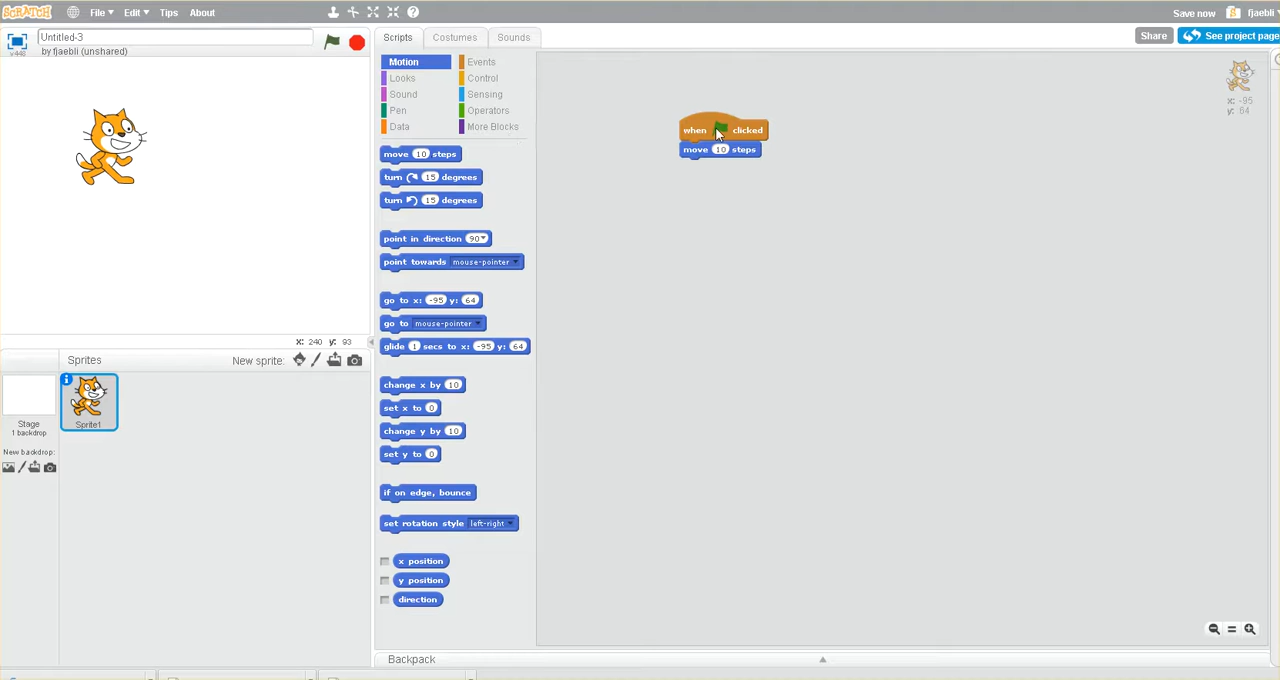 SCRATCH File Edit Tips About Save now fjaebli
Untitled-3
by fjaebli (unshared)
v448
Scripts Costumes Sounds Share See project page
Motion Events
Looks Control
Sound Sensing
Pen Operators
Data More Blocks
move 10 steps
turn 15 degrees
turn 15 degrees
point in direction 90
point towards mouse-pointer
go to x: -95 y: 64
go to mouse-pointer
glide 1 secs to x: -95 y: 64
change x by 10
set x to 0
change y by 10
set y to 0
if on edge, bounce
set rotation style left-right
x position
y position
direction
when clicked
move 10 steps
x: -95
y: 64
X: 240 y: 93
Sprites New sprite:
Stage
1 backdrop
New backdrop:
Sprite1
Backpack